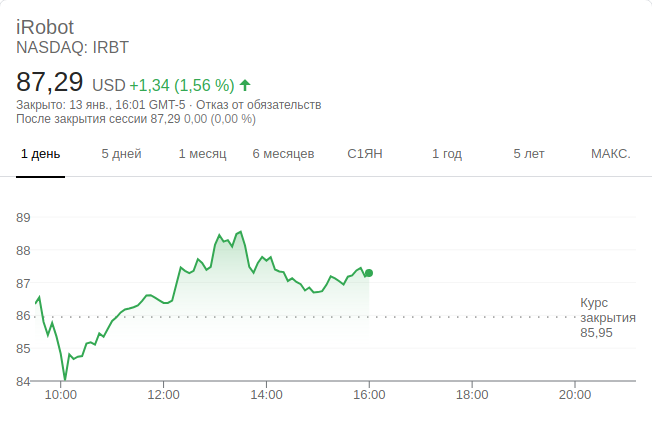 iRobot
NASDAQ: IRBT
87,29 USD +1,34 (1,56 %)
Закрыто: 13 янв., 16:01 GMT-5 · Отказ от обязательств
После закрытия сессии 87,29 0,00 (0,00 %)
1 день 5 дней 1 месяц 6 месяцев С1ЯН 1 год 5 лет МАКС.
89
88
87
86
85
84
Курс
закрытия
85,95
10:00 12:00 14:00 16:00 18:00 20:00